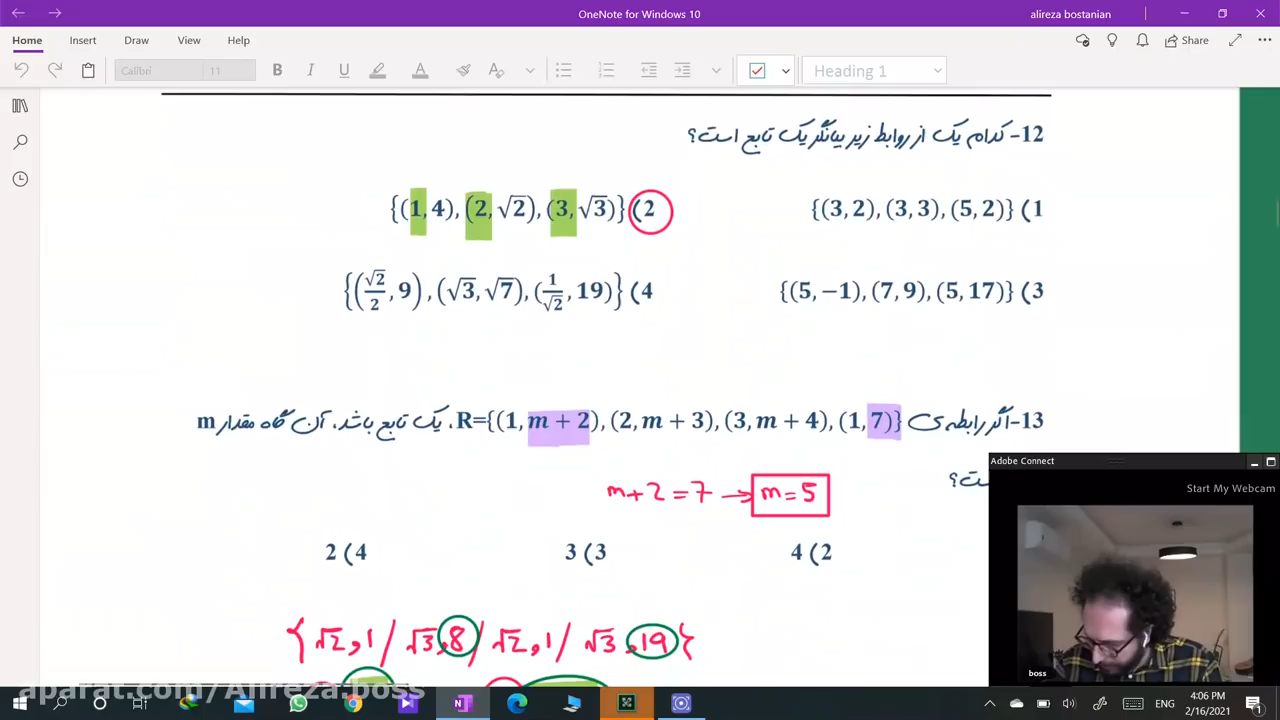 OneNote for Windows 10
alireza bostanian
Home Insert Draw View Help
Share
Calibri 11 B I U A Heading 1
12- کدام یک از روابط زیر بیانگر یک تابع است؟
{(3, 2), (3, 3), (5, 2)} (1
{(1, 4), (2, √2), (3, √3)} (2
{(5, −1), (7, 9), (5, 17)} (3
{(√2/2, 9), (√3, √7), (1/√2, 19)} (4
13- اگر رابطه‌ی R={(1, m + 2), (2, m + 3), (3, m + 4), (1, 7)}، یک تابع باشد، آن گاه مقدار m
ست؟
m+2=7 → m=5
4 (2
3 (3
2 (4
{√2,1/ √3,8/ √2,1/ √3,19}
Adobe Connect
Start My Webcam
boss
aparat.com/Alireza.boss
4:06 PM
2/16/2021